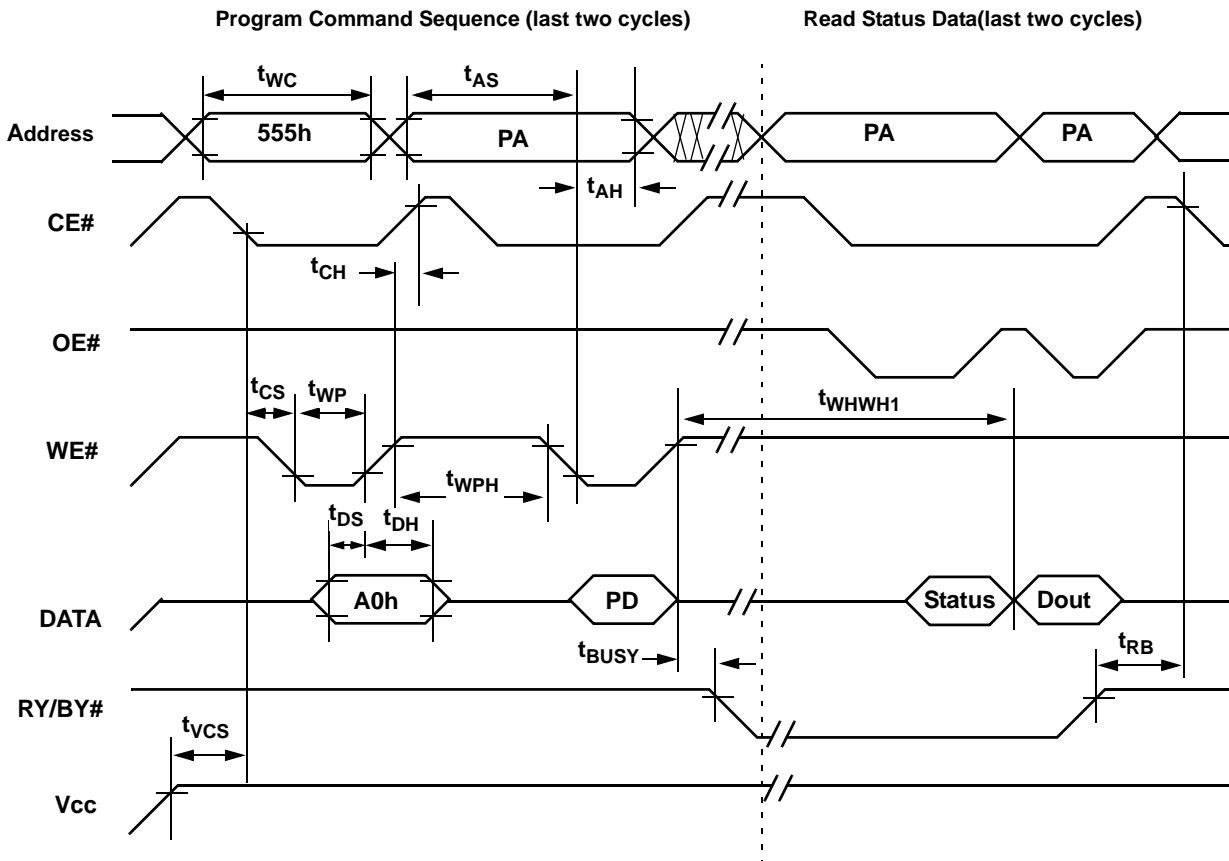 Program Command Sequence (last two cycles)
Read Status Data(last two cycles)
tWC
tAS
Address
555h
PA
PA
PA
tAH
CE#
tCH
OE#
tCS
tWP
tWHWH1
WE#
tWPH
tDS
tDH
A0h
PD
Status
Dout
DATA
tBUSY
tRB
RY/BY#
tVCS
Vcc